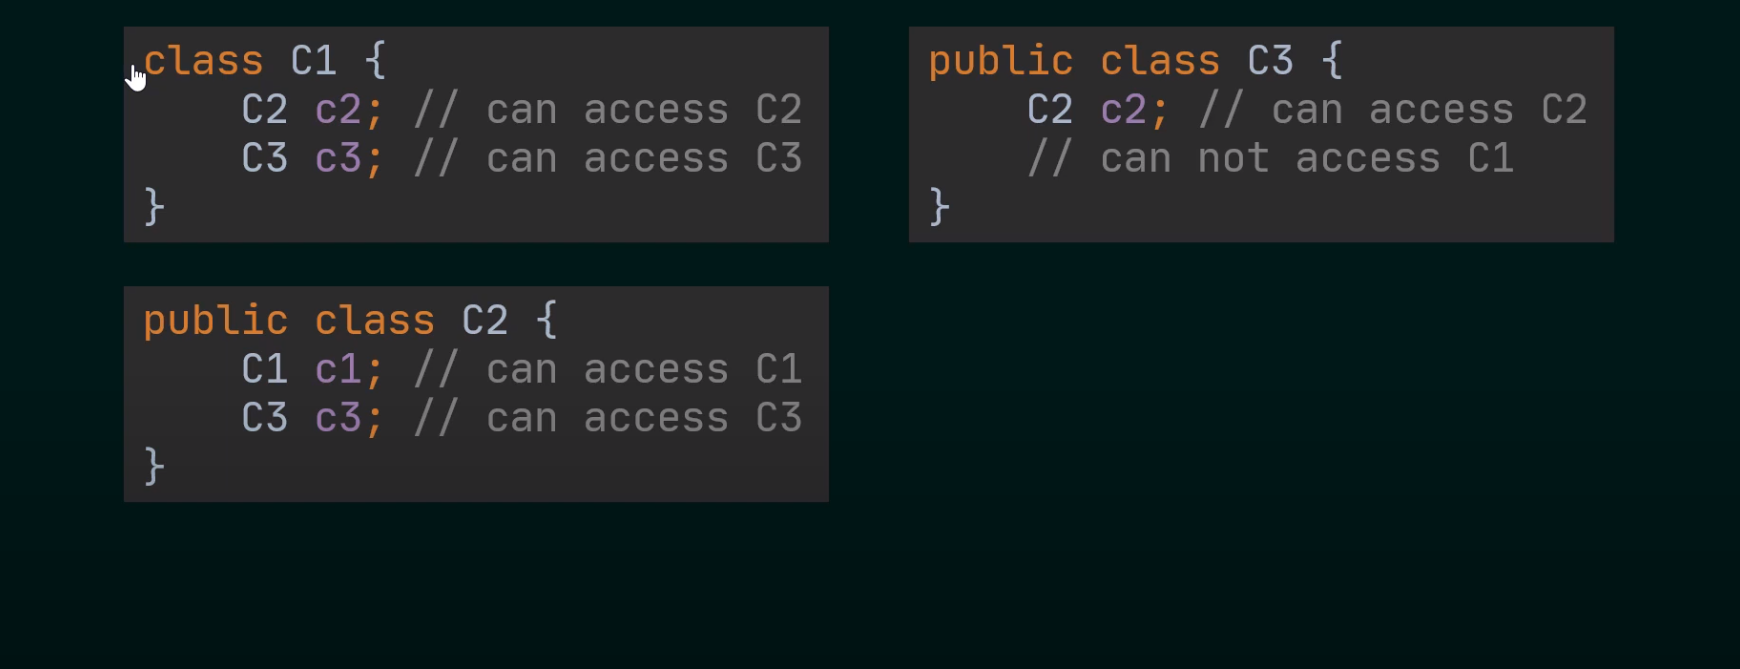 class C1 {
    C2 c2; // can access C2
    C3 c3; // can access C3
}
public class C2 {
    C1 c1; // can access C1
    C3 c3; // can access C3
}
public class C3 {
    C2 c2; // can access C2
    // can not access C1
}